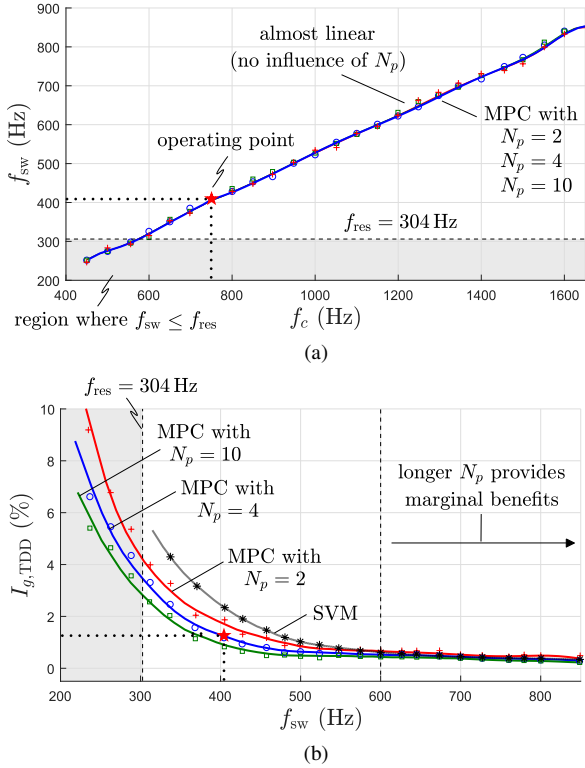 900
800
700
600
500
400
300
200
f_sw (Hz)
almost linear
(no influence of N_p)
MPC with
N_p = 2
N_p = 4
N_p = 10
operating point
f_res = 304 Hz
400
600
800
1000
1200
1400
1600
region where f_sw ≤ f_res
f_c (Hz)
(a)
f_res = 304 Hz
10
8
6
4
2
0
I_g,TDD (%)
MPC with
N_p = 10
MPC with
N_p = 4
MPC with
N_p = 2
SVM
longer N_p provides
marginal benefits
200
300
400
500
600
700
800
f_sw (Hz)
(b)